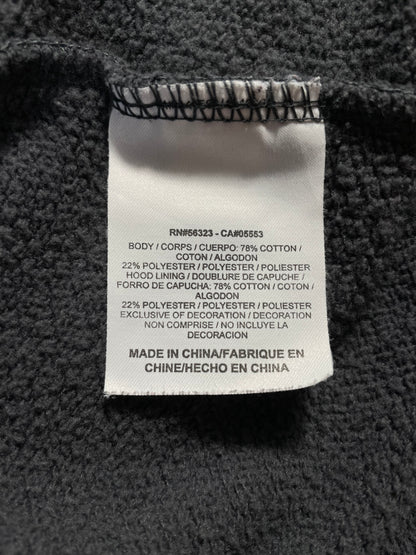 RN#56323 - CA#05553
BODY / CORPS / CUERPO: 78% COTTON /
COTON / ALGODON
22% POLYESTER / POLYESTER / POLIESTER
HOOD LINING / DOUBLURE DE CAPUCHE /
FORRO DE CAPUCHA: 78% COTTON / COTON /
ALGODON
22% POLYESTER / POLYESTER / POLIESTER
EXCLUSIVE OF DECORATION / DECORATION
NON COMPRISE / NO INCLUYE LA
DECORACION
MADE IN CHINA/FABRIQUE EN
CHINE/HECHO EN CHINA